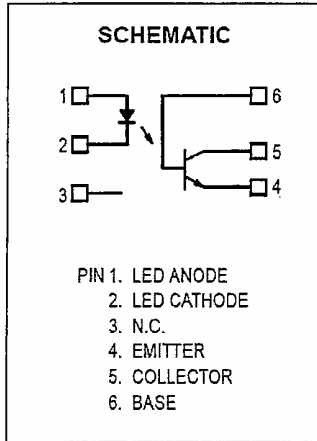 SCHEMATIC
1
6
2
5
3
4
PIN 1. LED ANODE
2. LED CATHODE
3. N.C.
4. EMITTER
5. COLLECTOR
6. BASE